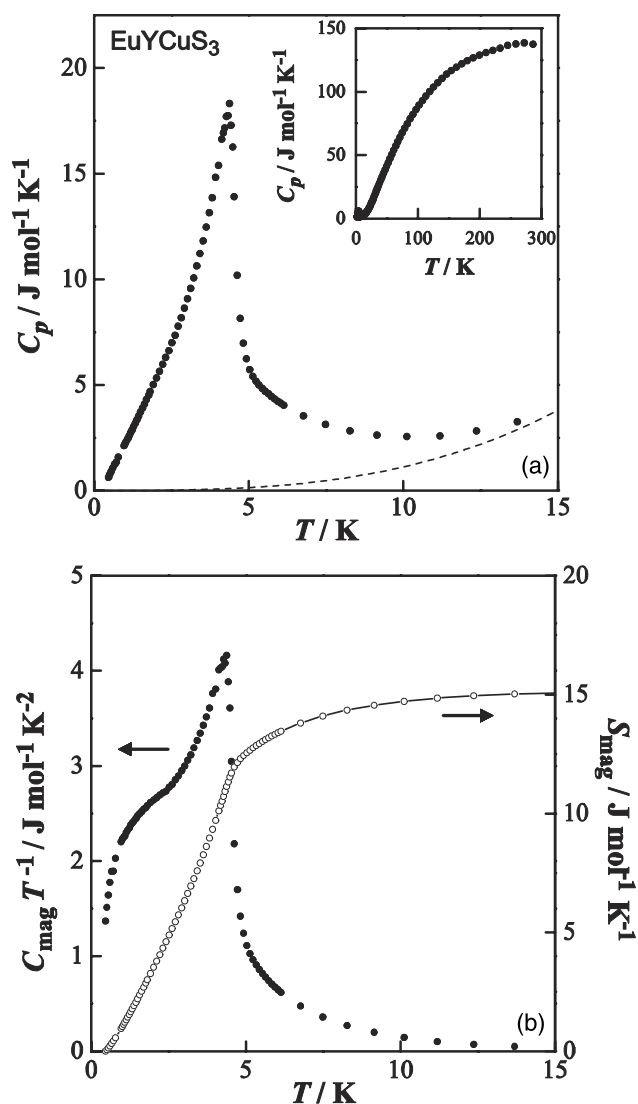 EuYCuS3
Cp / J mol-1 K-1
20
15
10
5
0
0 5 10 15
T / K
(a)
Cp / J mol-1 K-1
150
100
50
0
0 100 200 300
T / K
Cmag T-1 / J mol-1 K-2
5
4
3
2
1
0
0 5 10 15
T / K
(b)
20
15
10
5
0
Smag / J mol-1 K-1